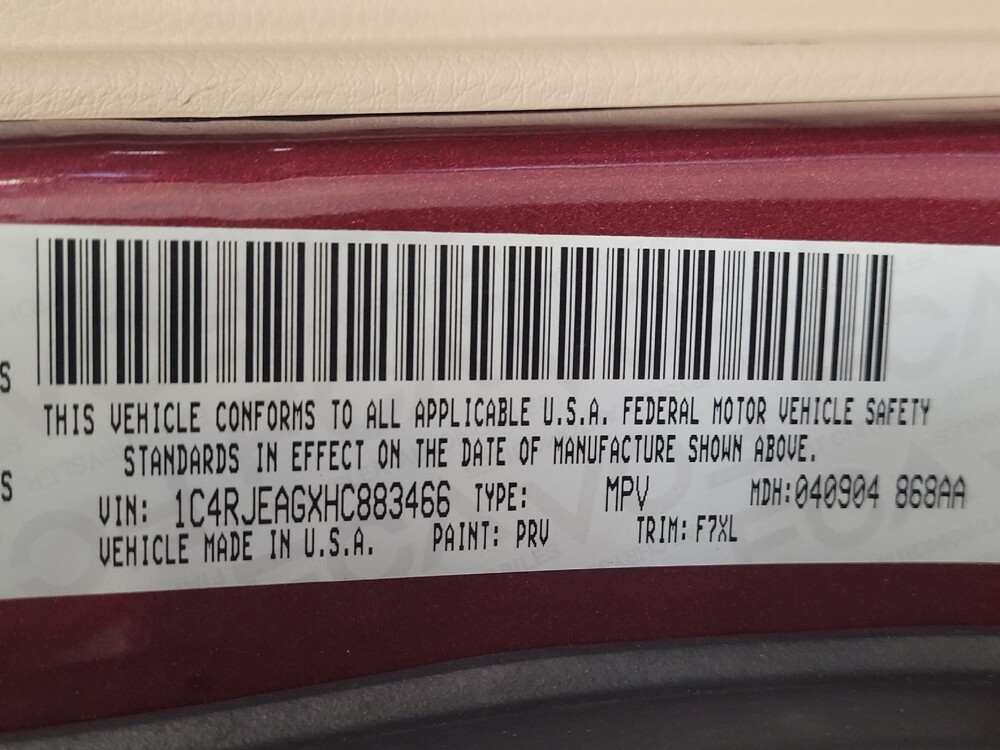 S
THIS VEHICLE CONFORMS TO ALL APPLICABLE U.S.A. FEDERAL MOTOR VEHICLE SAFETY
STANDARDS IN EFFECT ON THE DATE OF MANUFACTURE SHOWN ABOVE.
S
VIN: 1C4RJEAGXHC883466 TYPE: MPV MDH:040904 868AA
VEHICLE MADE IN U.S.A. PAINT: PRV TRIM: F7XL